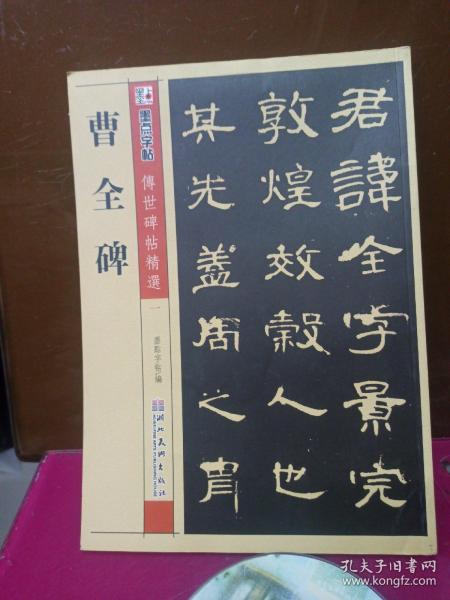 曹全碑
墨点字帖
傳世碑帖精選
一
墨點字帖/編
湖北美術出版社
君諱全字景完
敦煌效穀人也
其先蓋周之胄
孔夫子旧书网
www.kongfz.com